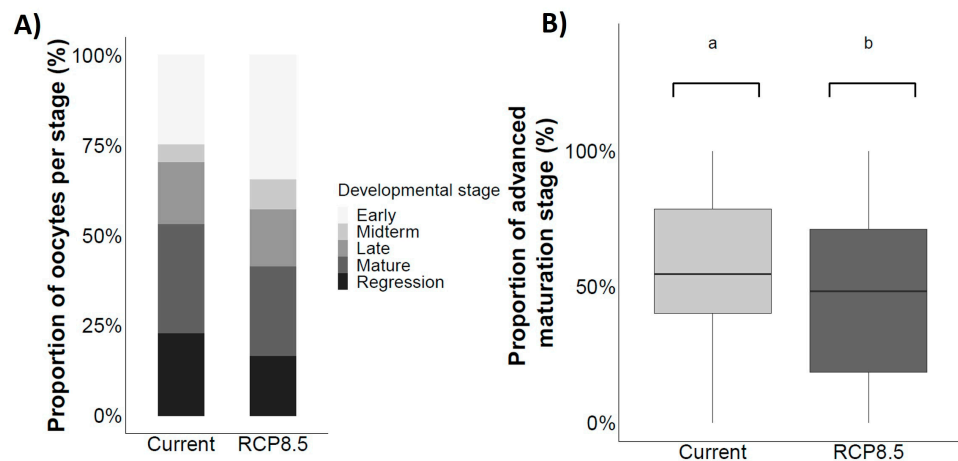 A)
Proportion of oocytes per stage (%)
100%
75%
50%
25%
0%
Current RCP8.5
Developmental stage
Early
Midterm
Late
Mature
Regression
B)
Proportion of advanced
maturation stage (%)
a b
100%
50%
0%
Current RCP8.5